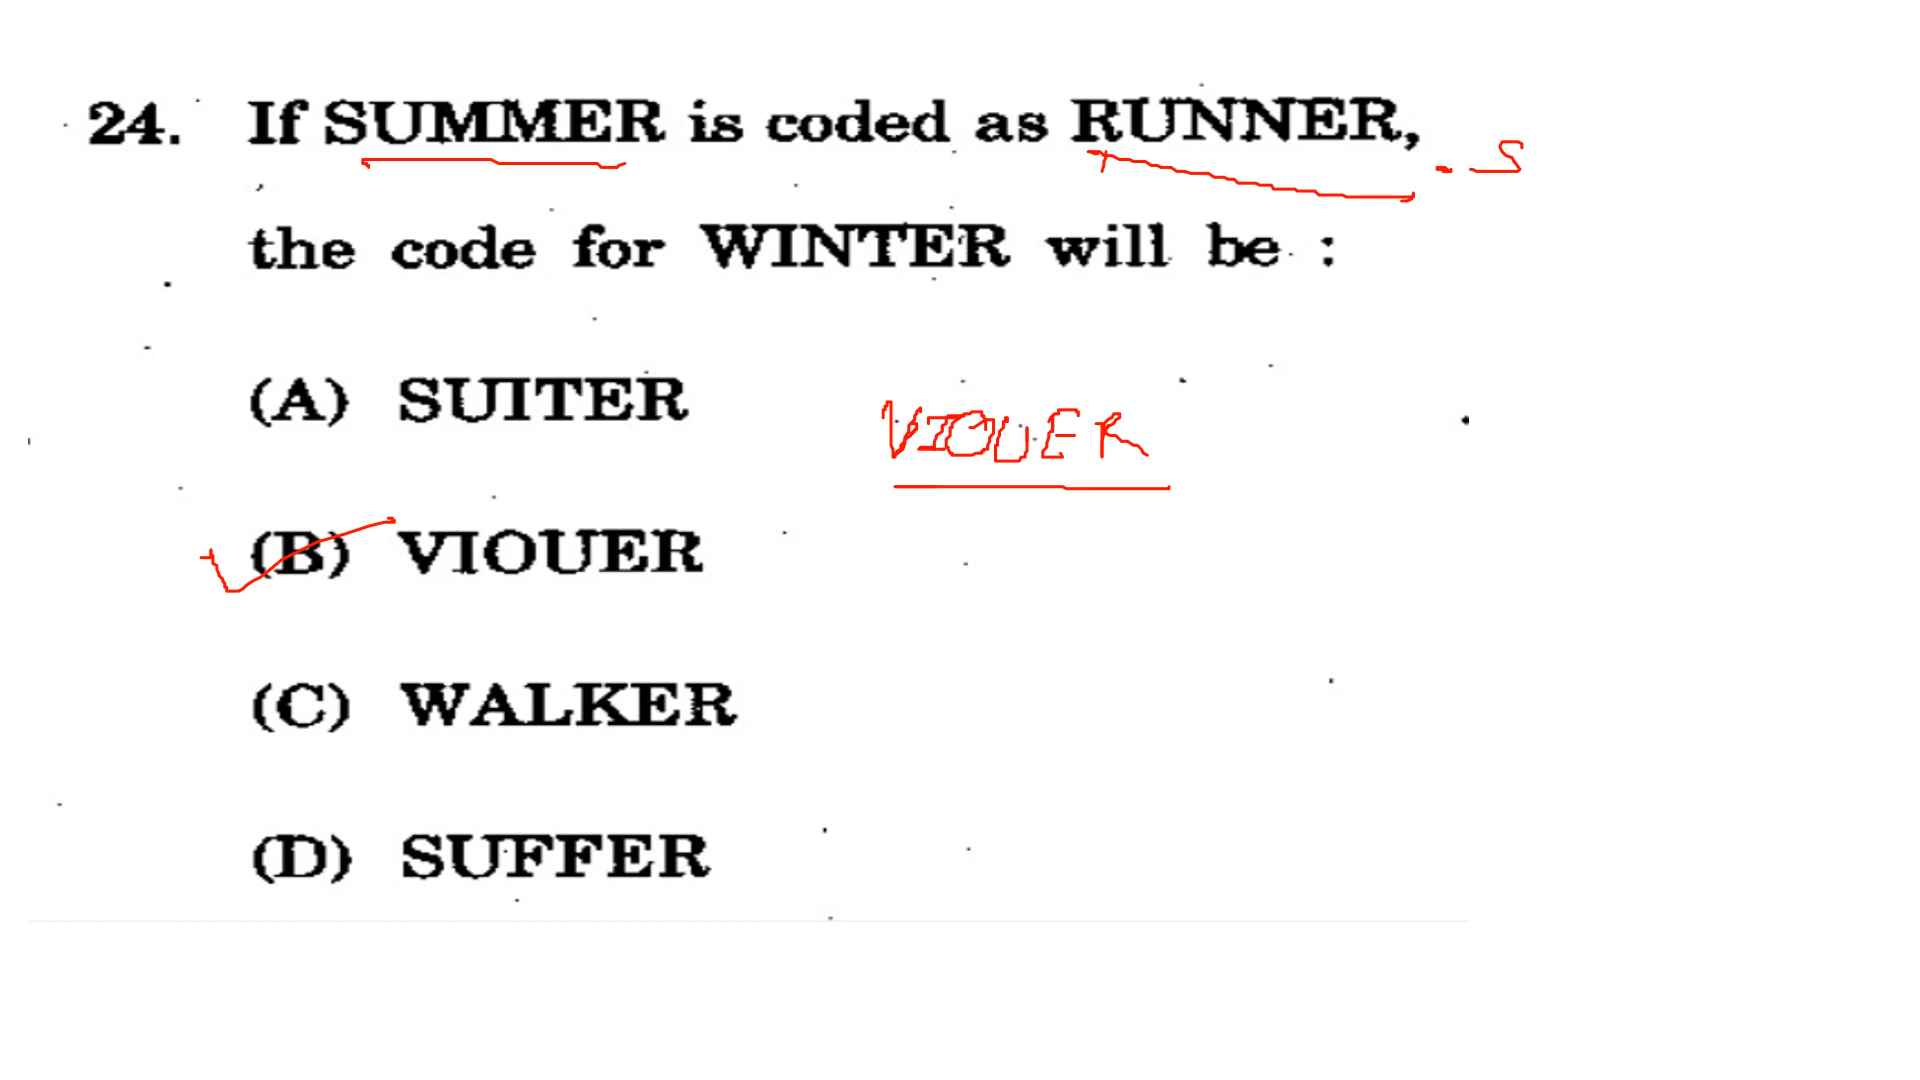 24. If SUMMER is coded as RUNNER,
S
the code for WINTER will be :
(A) SUITER
VIOUER
(B) VIOUER
(C) WALKER
(D) SUFFER